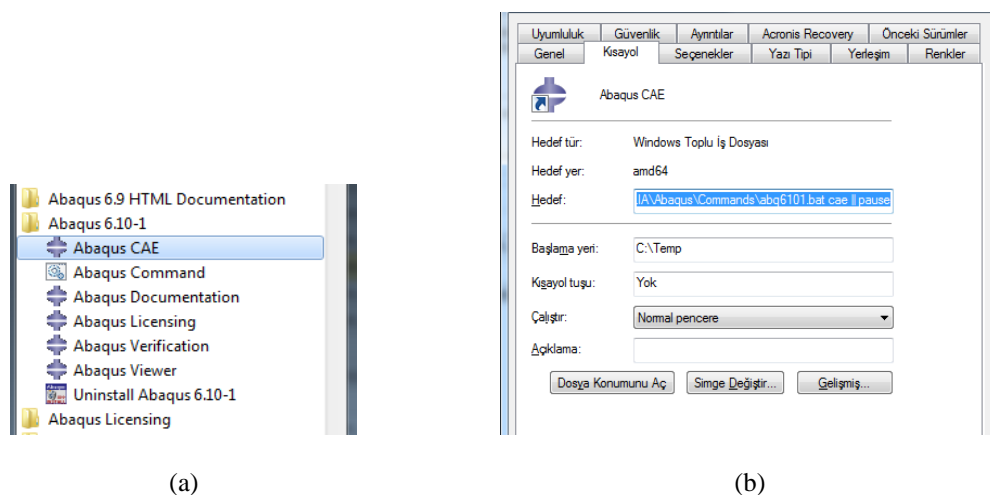 Abaqus 6.9 HTML Documentation
Abaqus 6.10-1
Abaqus CAE
Abaqus Command
Abaqus Documentation
Abaqus Licensing
Abaqus Verification
Abaqus Viewer
Uninstall Abaqus 6.10-1
Abaqus Licensing
(a)
Uyumluluk Güvenlik Ayrıntılar Acronis Recovery Önceki Sürümler
Genel Kısayol Seçenekler Yazı Tipi Yerleşim Renkler
Abaqus CAE
Hedef tür: Windows Toplu İş Dosyası
Hedef yer: amd64
Hedef: IA\Abaqus\Commands\abq6101.bat cae || pause
Başlama yeri: C:\Temp
Kısayol tuşu: Yok
Çalıştır: Normal pencere
Açıklama:
Dosya Konumunu Aç Simge Değiştir... Gelişmiş...
(b)